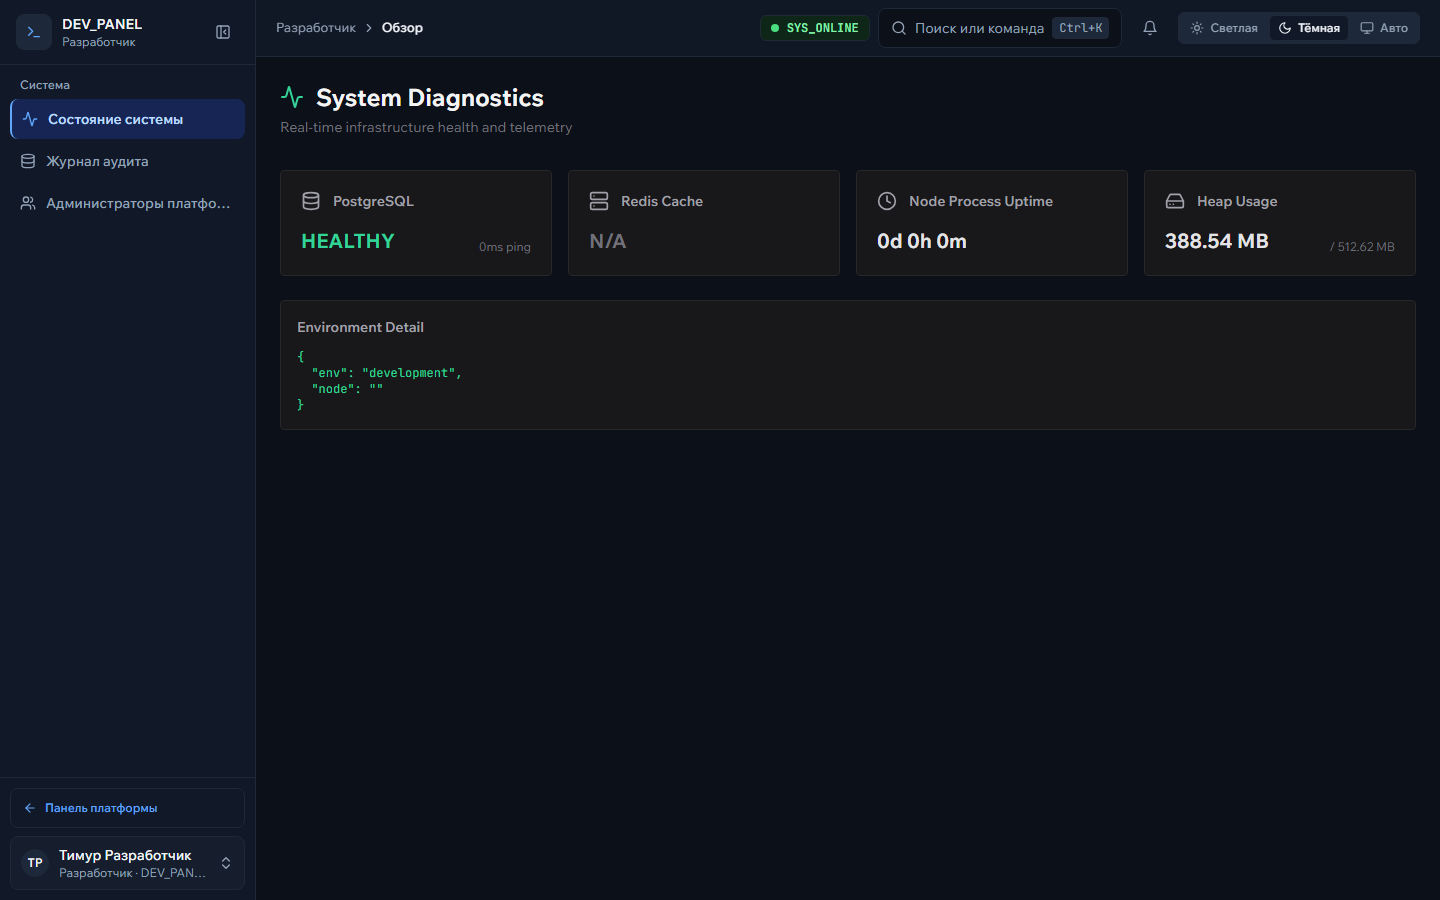 DEV_PANEL
Разработчик
Система
Состояние системы
Журнал аудита
Администраторы платфо...
Панель платформы
ТР
Тимур Разработчик
Разработчик · DEV_PAN...
Разработчик > Обзор
SYS_ONLINE
Поиск или команда Ctrl+K
Светлая
Тёмная
Авто
System Diagnostics
Real-time infrastructure health and telemetry
PostgreSQL
HEALTHY
0ms ping
Redis Cache
N/A
Node Process Uptime
0d 0h 0m
Heap Usage
388.54 MB
/ 512.62 MB
Environment Detail
{
"env": "development",
"node": ""
}